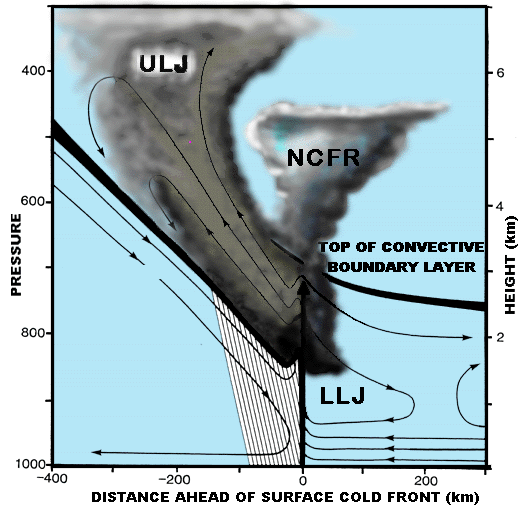 ULJ
400
6
NCFR
600
4
TOP OF CONVECTIVE
BOUNDARY LAYER
PRESSURE
HEIGHT (km)
800
2
LLJ
1000
-400
-200
0
200
DISTANCE AHEAD OF SURFACE COLD FRONT (km)